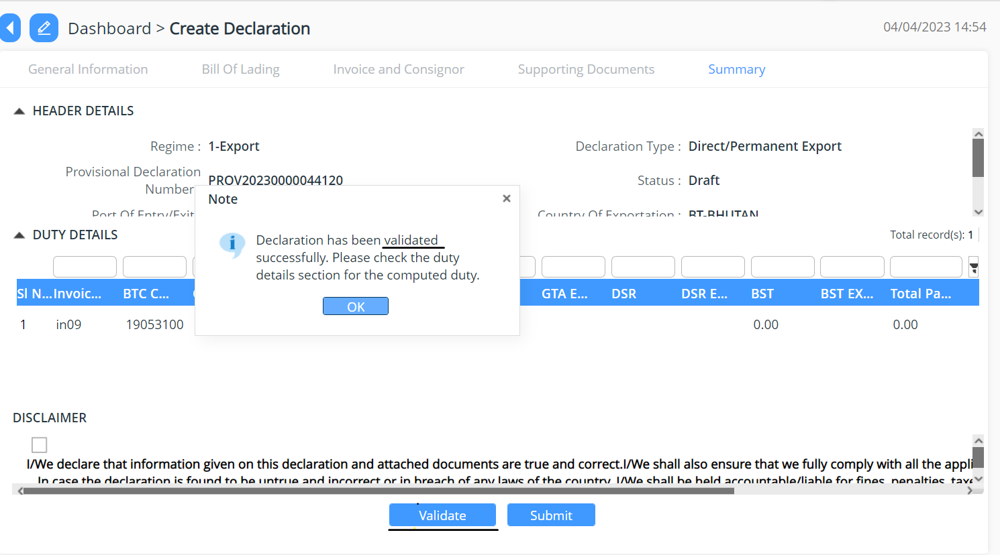 Dashboard > Create Declaration
04/04/2023 14:54
General Information Bill Of Lading Invoice and Consignor Supporting Documents Summary
HEADER DETAILS
Regime : 1-Export Declaration Type : Direct/Permanent Export
Provisional Declaration
Number PROV20230000044120 Status : Draft
Port Of Entry/Exit Country Of Exportation : BT-BHUTAN
Note
Declaration has been validated
successfully. Please check the duty
details section for the computed duty.
OK
DUTY DETAILS Total record(s): 1
Sl N... Invoic... BTC C... GTA E... DSR DSR E... BST BST EX... Total Pa...
1 in09 19053100 0.00 0.00
DISCLAIMER
I/We declare that information given on this declaration and attached documents are true and correct.I/We shall also ensure that we fully comply with all the appli
In case the declaration is found to be untrue and incorrect or in breach of any laws of the country, I/We shall be held accountable/liable for fines, penalties, taxe
Validate Submit